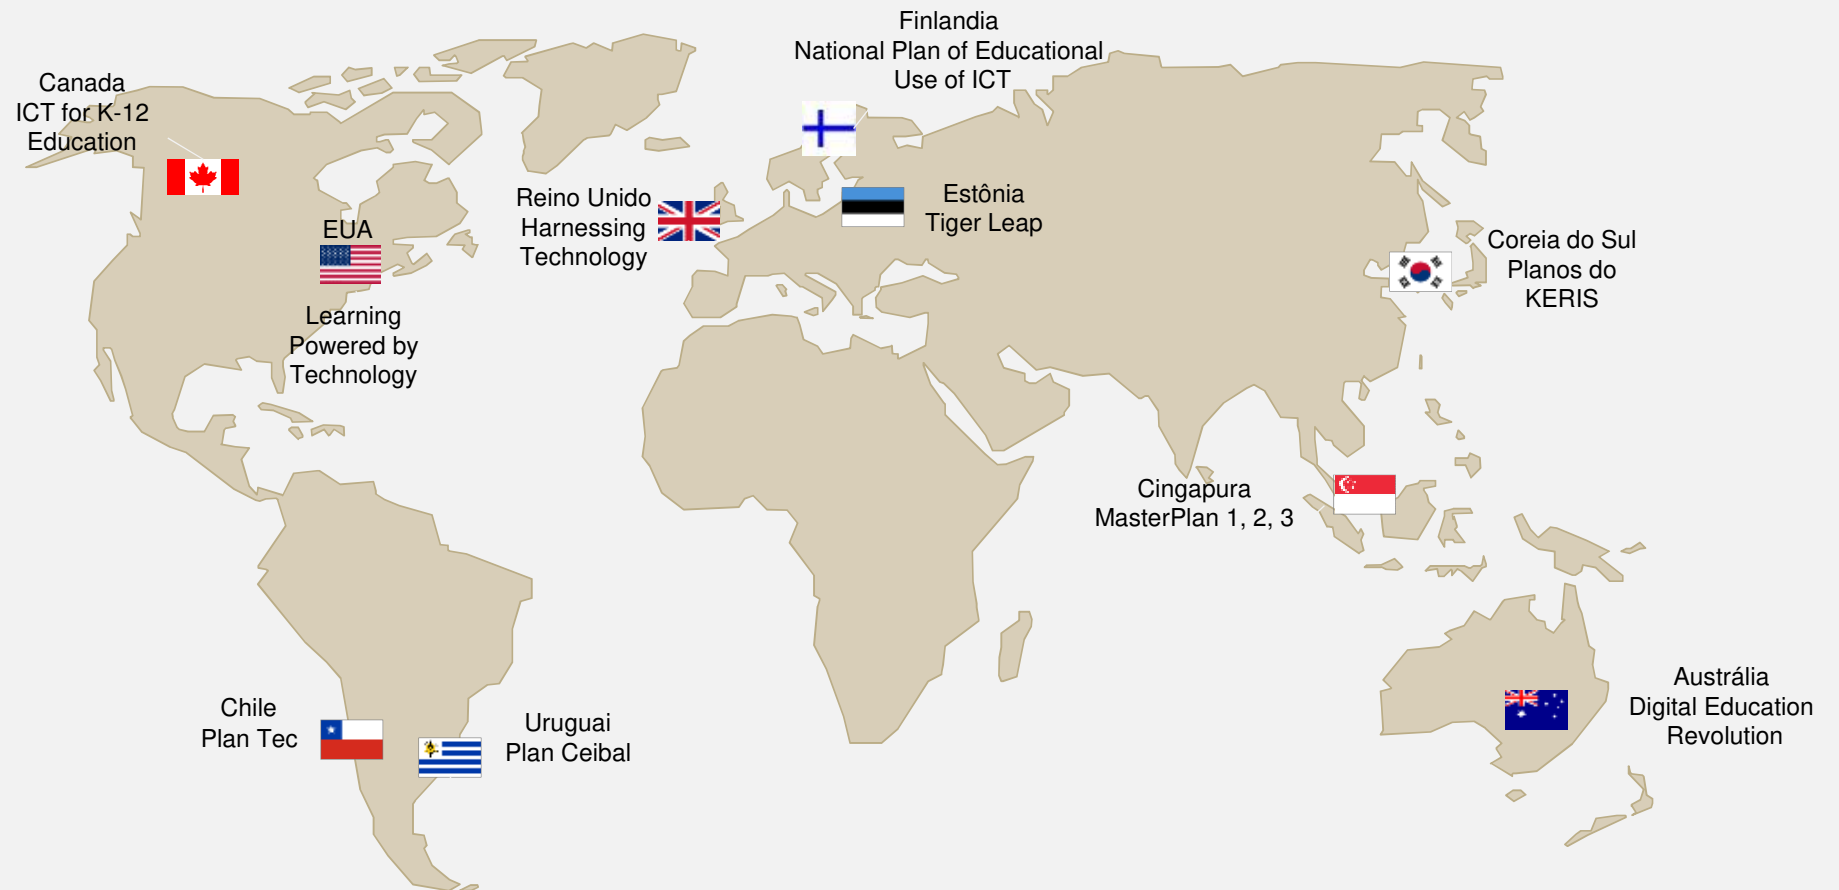 Finlandia
National Plan of Educational
Use of ICT
Canada
ICT for K-12
Education
Reino Unido
Harnessing
Technology
Estônia
Tiger Leap
EUA
Learning
Powered by
Technology
Coreia do Sul
Planos do
KERIS
Cingapura
MasterPlan 1, 2, 3
Chile
Plan Tec
Uruguai
Plan Ceibal
Austrália
Digital Education
Revolution